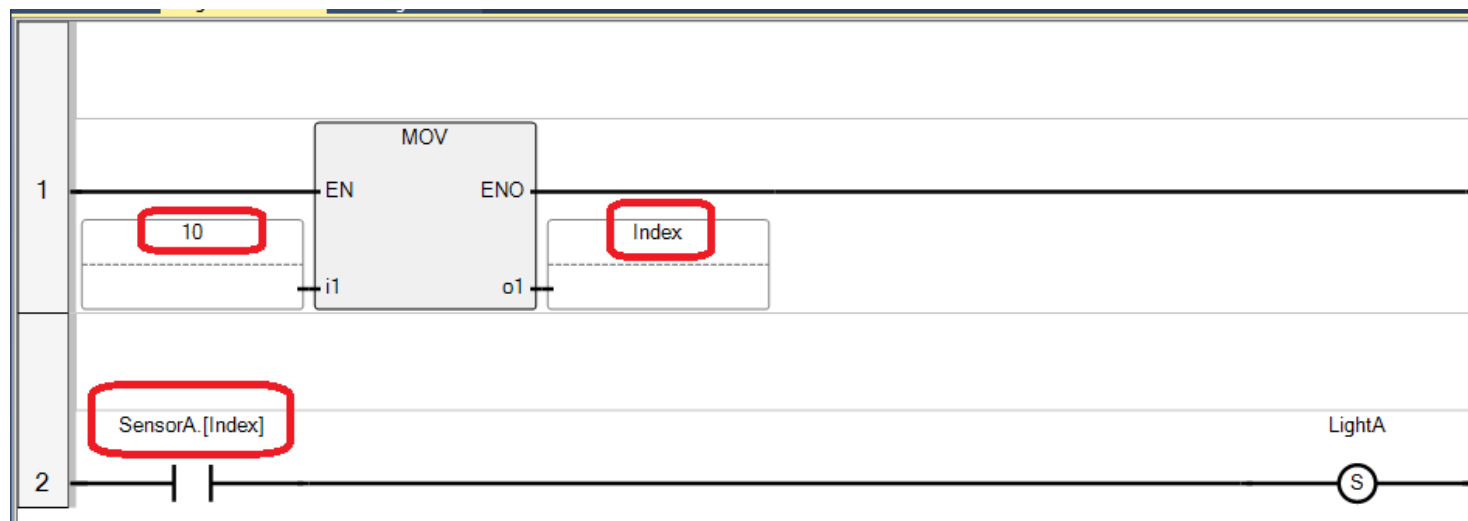 MOV
1
EN
ENO
10
Index
i1
o1
SensorA.[Index]
LightA
2
S